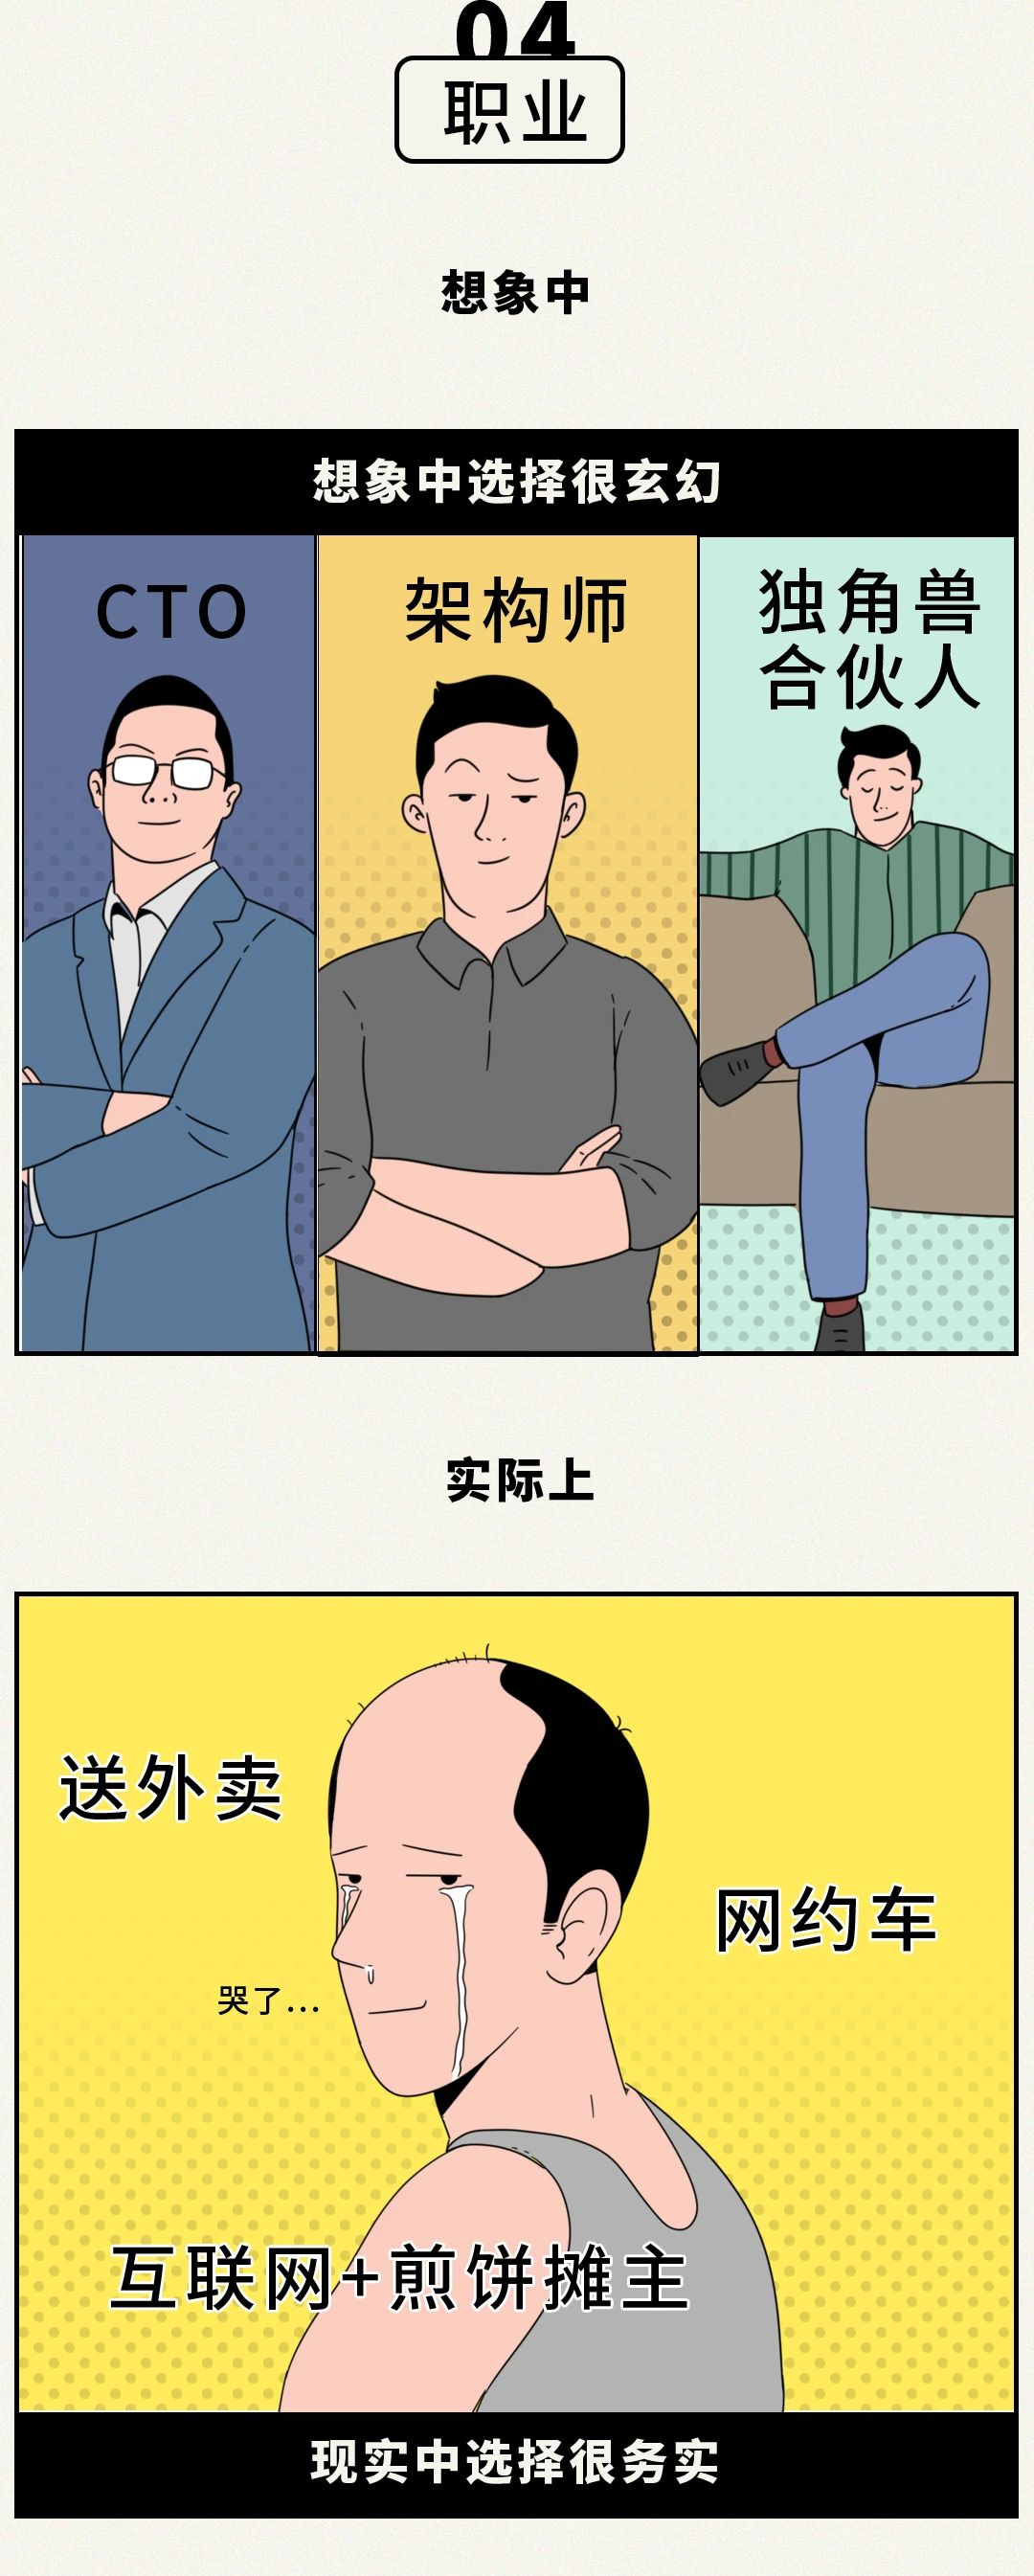 04
职业
想象中
想象中选择很玄幻
CTO
架构师
独角兽
合伙人
实际上
送外卖
网约车
哭了...
互联网+煎饼摊主
现实中选择很务实